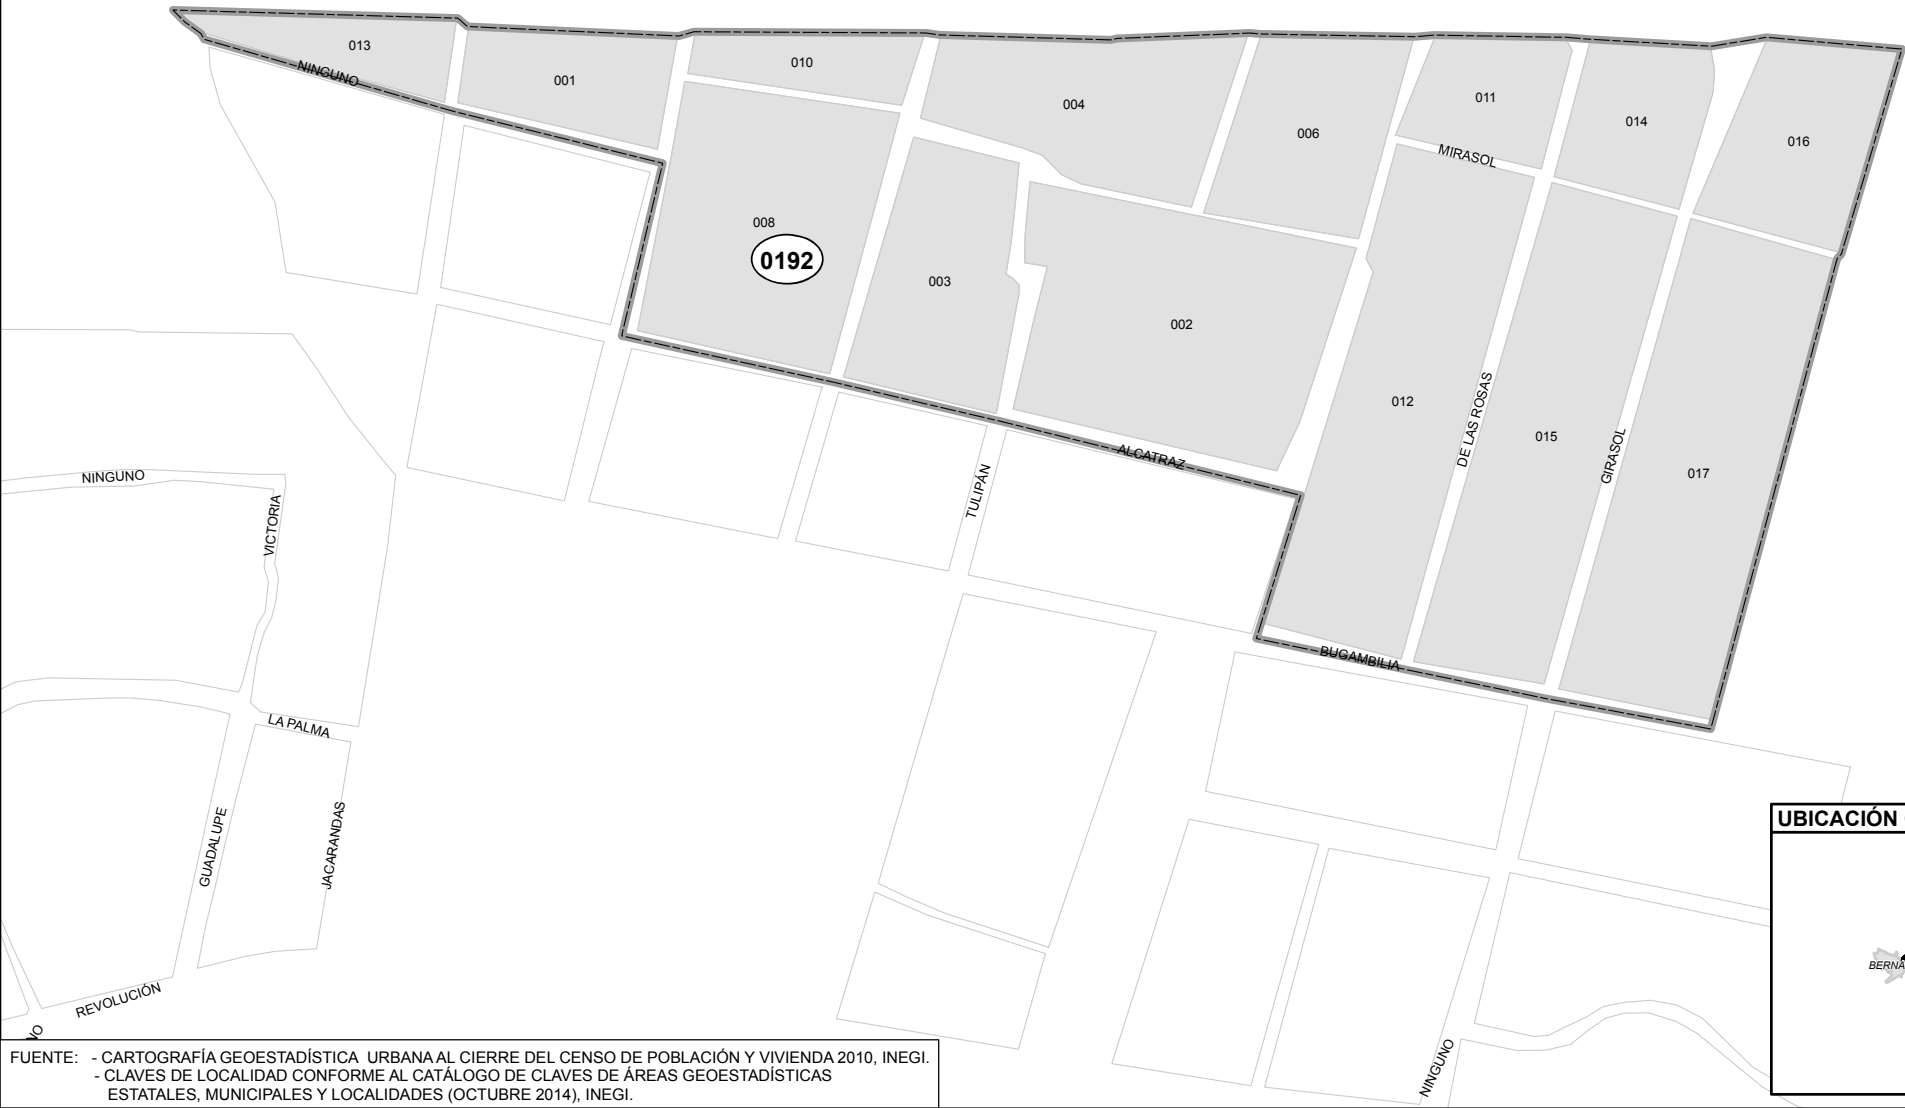 013
NINGUNO
001
010
004
006
011
014
016
MIRASOL
008
0192
003
002
012
DE LAS ROSAS
015
GIRASOL
017
ALCATRAZ
TULIPÁN
NINGUNO
VICTORIA
BUGAMBILIA
LA PALMA
GUADALUPE
JACARANDAS
REVOLUCIÓN
NINGUNO
UBICACIÓN
FUENTE: - CARTOGRAFÍA GEOESTADÍSTICA URBANA AL CIERRE DEL CENSO DE POBLACIÓN Y VIVIENDA 2010, INEGI.
- CLAVES DE LOCALIDAD CONFORME AL CATÁLOGO DE CLAVES DE ÁREAS GEOESTADÍSTICAS
ESTATALES, MUNICIPALES Y LOCALIDADES (OCTUBRE 2014), INEGI.